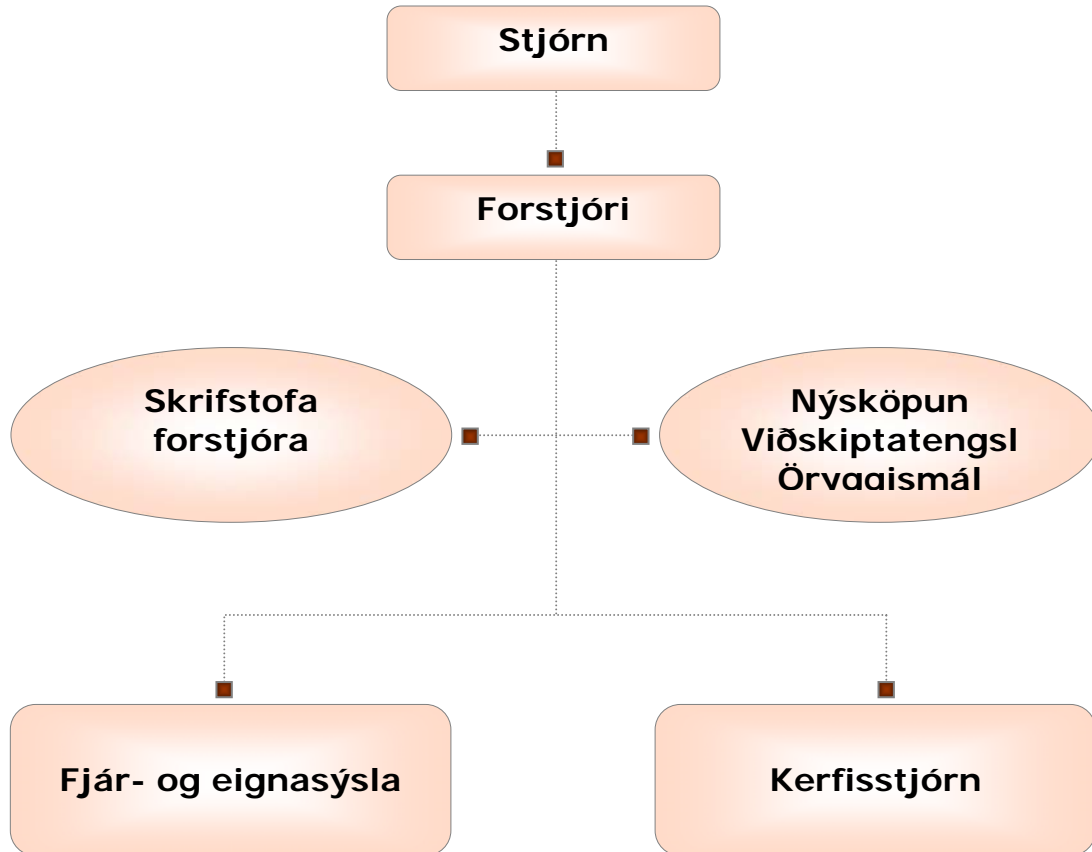 Stjórn
Forstjóri
Skrifstofa
forstjóra
Nýsköpun
Viðskiptatengsl
Öryggismál
Fjár- og eignasýsla
Kerfisstjórn